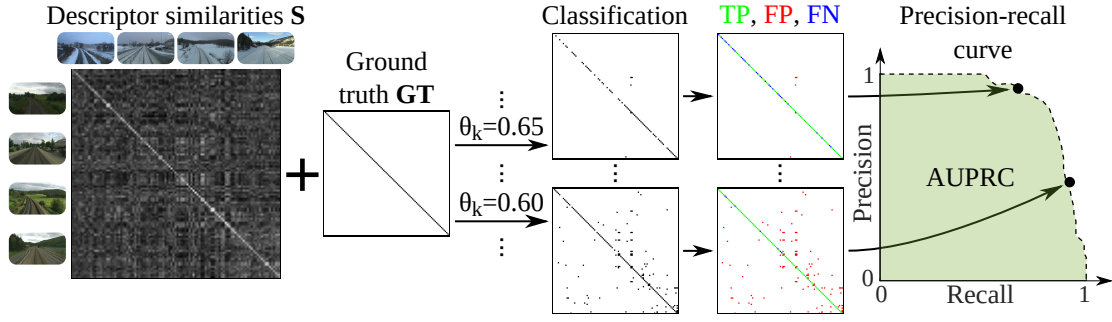 Descriptor similarities S
Ground
truth GT
θk=0.65
θk=0.60
Classification
TP, FP, FN
Precision-recall
curve
1
Precision
AUPRC
0
0
Recall
1